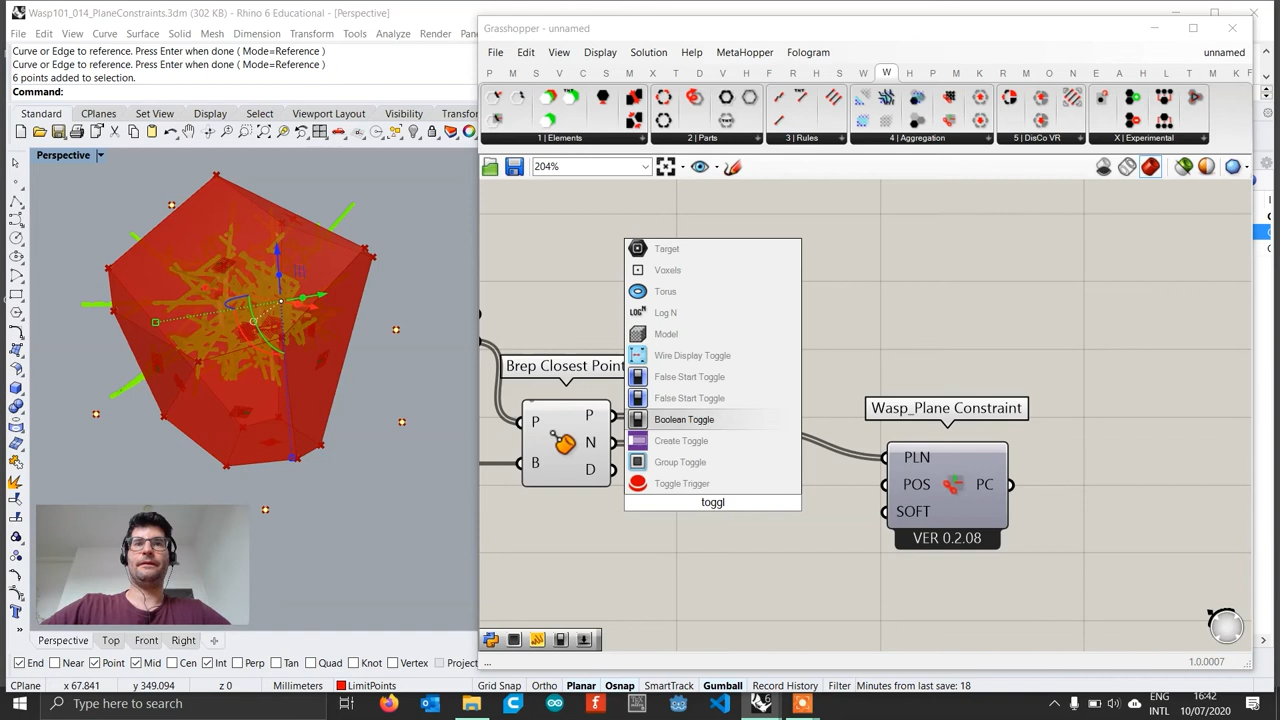 Wasp101_014_PlaneConstraints.3dm (302 KB) - Rhino 6 Educational - [Perspective]
File Edit View Curve Surface Solid Mesh Dimension Transform Tools Analyze Render
Curve or Edge to reference. Press Enter when done ( Mode=Reference )
Curve or Edge to reference. Press Enter when done ( Mode=Reference )
6 points added to selection.
Command:
Standard CPlanes Set View Display Select Viewport Layout Visibility Transfor
Perspective
Grasshopper - unnamed
File Edit View Display Solution Help MetaHopper Fologram unnamed
P M S V C S M X T D V H D F R H S W W H P M K R M O N E A C H L T M P F
1 | Elements 2 | Parts 3 | Rules 4 | Aggregation 5 | DisCo VR X | Experimental
204%
Target
Voxels
Torus
LOGN Log N
Model
Wire Display Toggle
False Start Toggle
False Start Toggle
Boolean Toggle
Create Toggle
Group Toggle
Toggle Trigger
toggl
Brep Closest Point
P P
N
B D
Wasp_Plane Constraint
PLN
POS PC
SOFT
VER 0.2.08
...
1.0.0007
Perspective Top Front Right
End Near Point Mid Cen Int Perp Tan Quad Knot Vertex Project
CPlane x 67.841 y 349.094 z 0 Millimeters LimitPoints Grid Snap Ortho Planar Osnap SmartTrack Gumball Record History Filter Minutes from last save: 18
Type here to search
ENG
INTL
16:42
10/07/2020